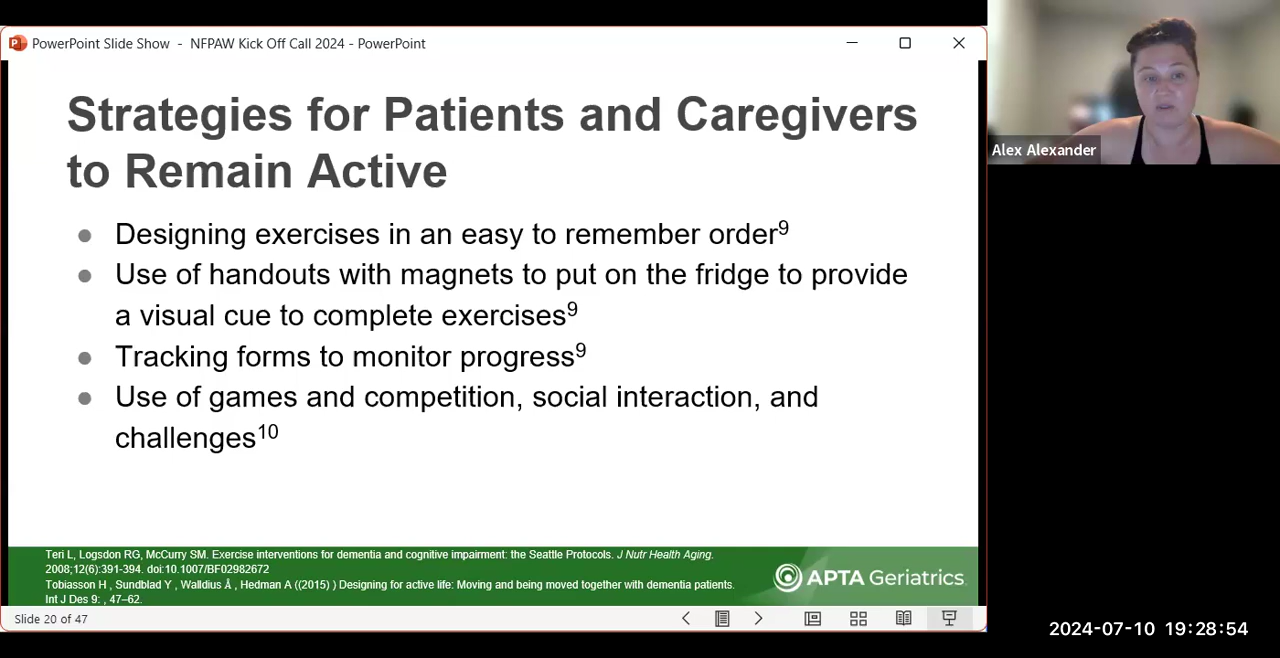 PowerPoint Slide Show - NFPAW Kick Off Call 2024 - PowerPoint
Strategies for Patients and Caregivers
to Remain Active
● Designing exercises in an easy to remember order⁹
● Use of handouts with magnets to put on the fridge to provide
a visual cue to complete exercises⁹
● Tracking forms to monitor progress⁹
● Use of games and competition, social interaction, and
challenges¹⁰
Teri L, Logsdon RG, McCurry SM. Exercise interventions for dementia and cognitive impairment: the Seattle Protocols. J Nutr Health Aging.
2008;12(6):391-394. doi:10.1007/BF02982672
Tobiasson H , Sundblad Y , Walldius Å , Hedman A ((2015) ) Designing for active life: Moving and being moved together with dementia patients.
Int J Des 9: , 47–62.
APTA Geriatrics
Slide 20 of 47
Alex Alexander
2024-07-10 19:28:54